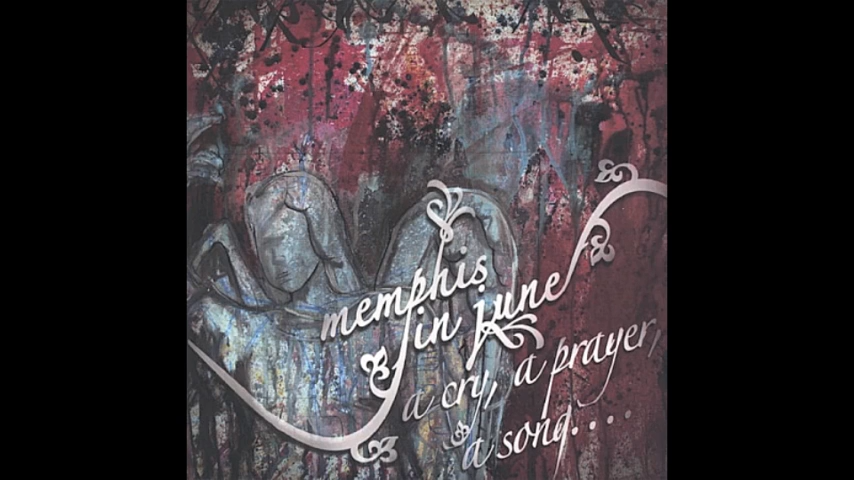 memphis
in june
a cry, a prayer,
a song....